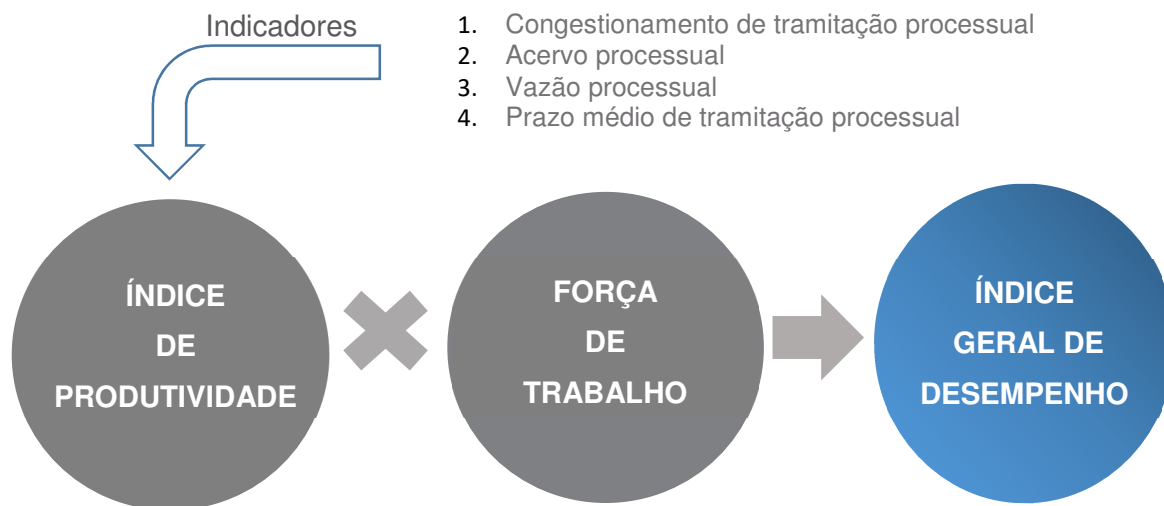 Indicadores
1. Congestionamento de tramitação processual
2. Acervo processual
3. Vazão processual
4. Prazo médio de tramitação processual
ÍNDICE
DE
PRODUTIVIDADE
FORÇA
DE
TRABALHO
ÍNDICE
GERAL DE
DESEMPENHO